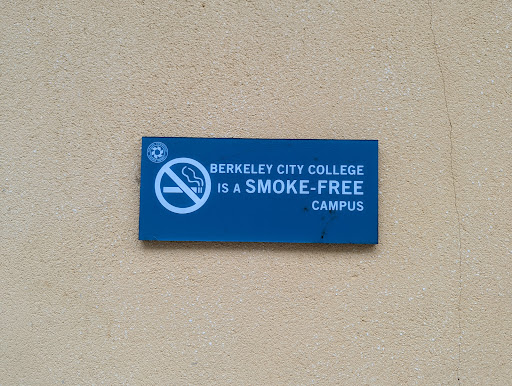 BERKELEY CITY COLLEGE
IS A SMOKE-FREE
CAMPUS